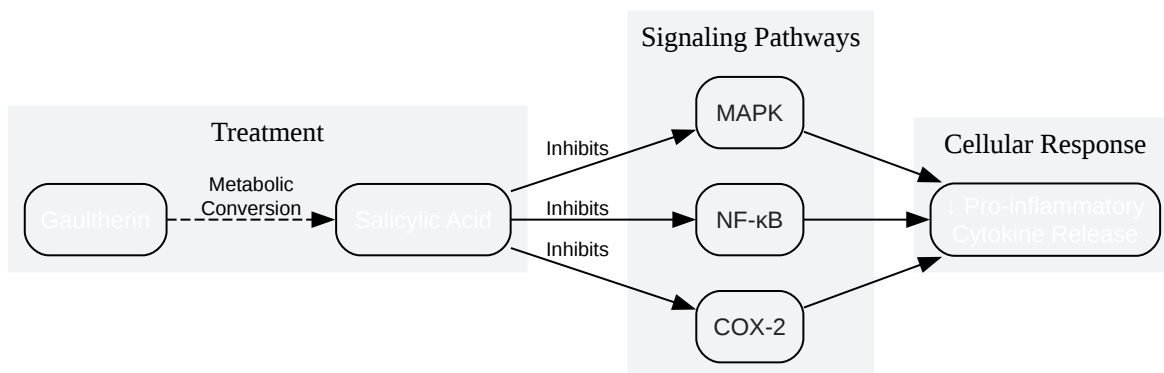 Treatment
Gaultherin
Metabolic
Conversion
Salicylic Acid
Inhibits
Inhibits
Inhibits
Signaling Pathways
MAPK
NF-κB
COX-2
Cellular Response
↓ Pro-inflammatory
Cytokine Release